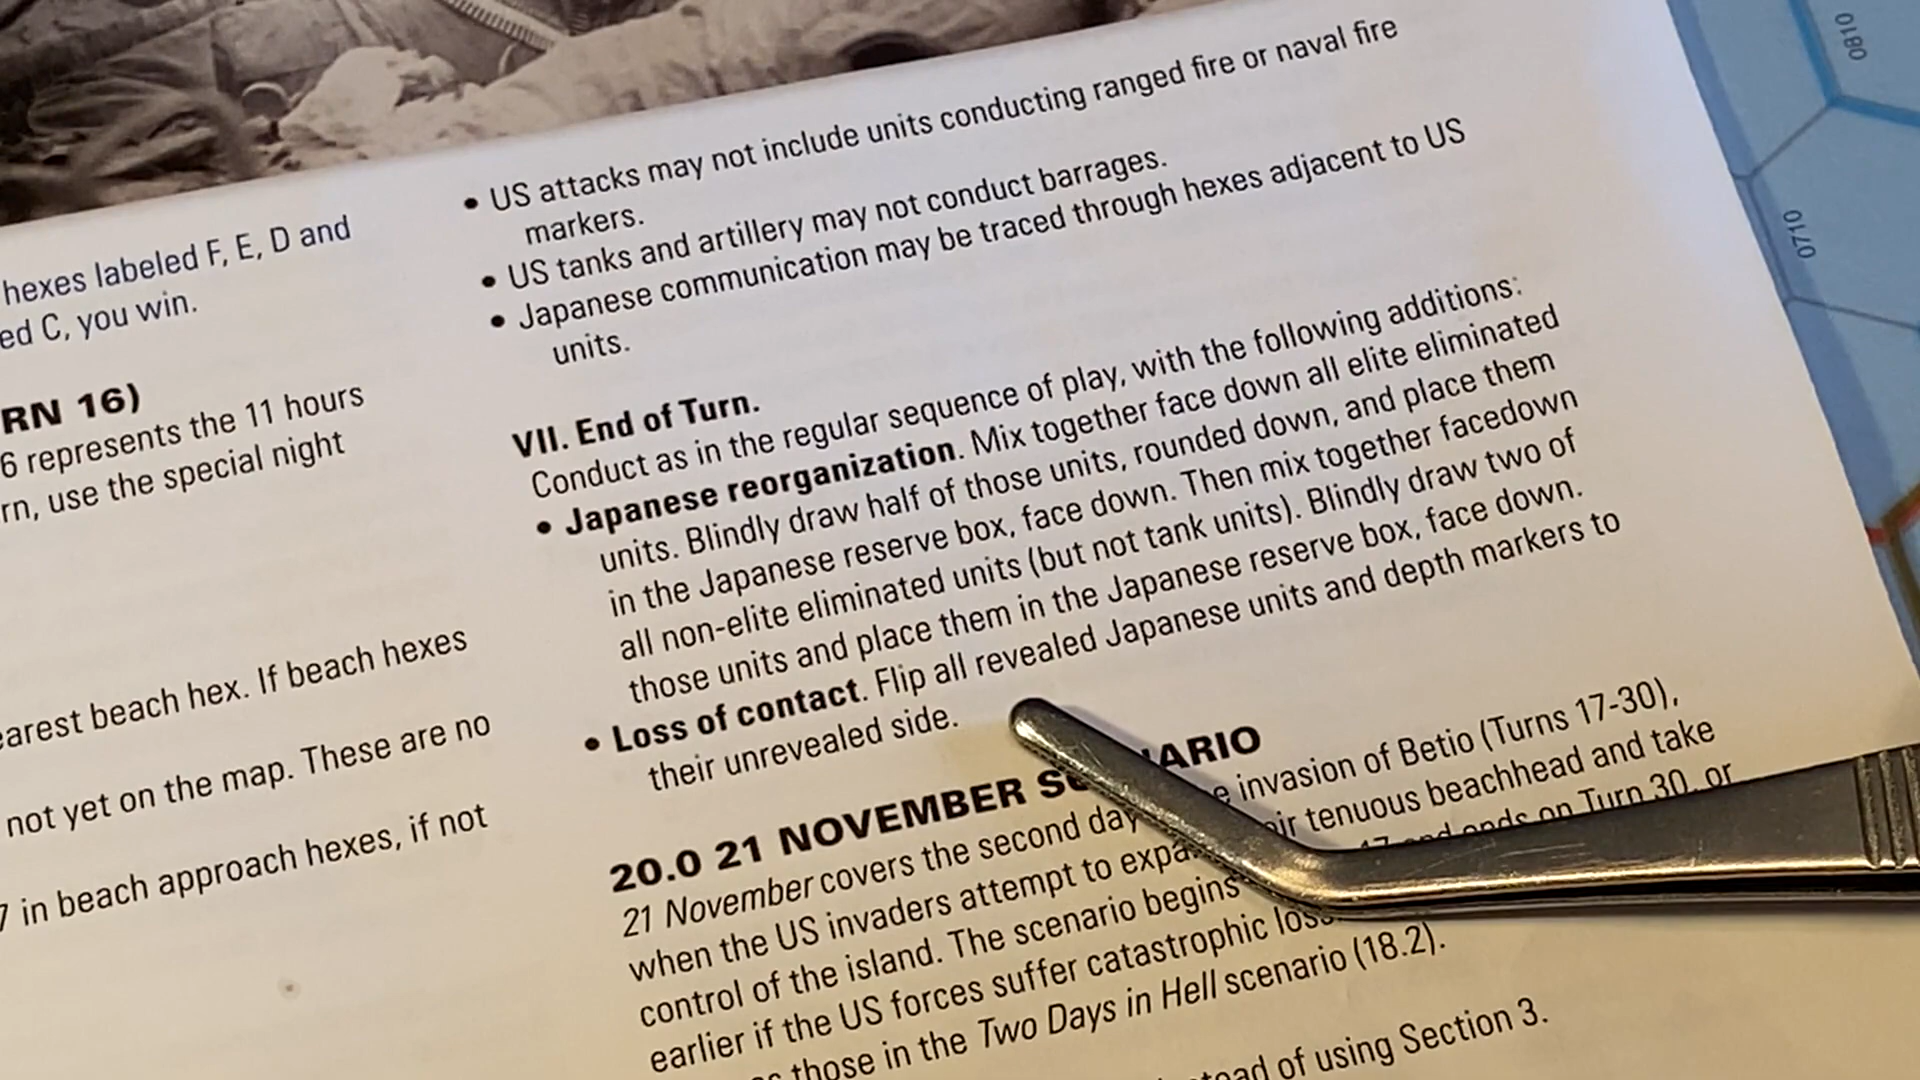 hexes labeled F, E, D and
ed C, you win.
RN 16)
6 represents the 11 hours
rn, use the special night
earest beach hex. If beach hexes
not yet on the map. These are no
7 in beach approach hexes, if not
• US attacks may not include units conducting ranged fire or naval fire
markers.
• US tanks and artillery may not conduct barrages.
• Japanese communication may be traced through hexes adjacent to US
units.
VII. End of Turn.
Conduct as in the regular sequence of play, with the following additions:
• Japanese reorganization. Mix together face down all elite eliminated
units. Blindly draw half of those units, rounded down, and place them
in the Japanese reserve box, face down. Then mix together facedown
all non-elite eliminated units (but not tank units). Blindly draw two of
those units and place them in the Japanese reserve box, face down.
• Loss of contact. Flip all revealed Japanese units and depth markers to
their unrevealed side.
20.0 21 NOVEMBER
21 November covers the second day invasion of Betio (Turns 17-30),
when the US invaders attempt to tenuous beachhead and take
control of the island. The scenario begins ends on Turn 30, or
earlier if the US forces suffer catastrophic
those in the Two Days in Hell scenario (18.2).
of using Section 3.
0810
0710